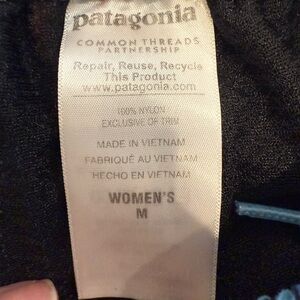 patagonia
COMMON THREADS
PARTNERSHIP
Repair, Reuse, Recycle
This Product
www.patagonia.com
100% NYLON
EXCLUSIVE OF TRIM
MADE IN VIETNAM
FABRIQUÉ AU VIETNAM
HECHO EN VIETNAM
WOMEN'S
M